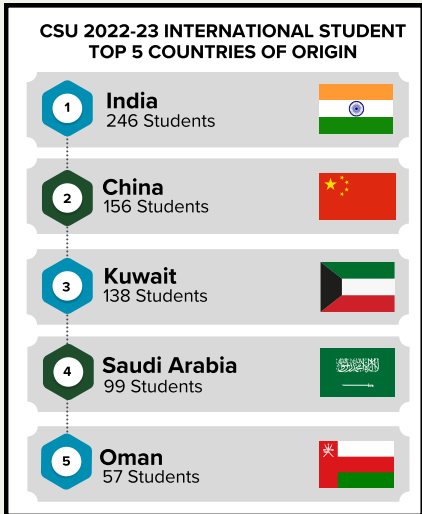 CSU 2022-23 INTERNATIONAL STUDENT
TOP 5 COUNTRIES OF ORIGIN
1
India
246 Students
2
China
156 Students
3
Kuwait
138 Students
4
Saudi Arabia
99 Students
5
Oman
57 Students